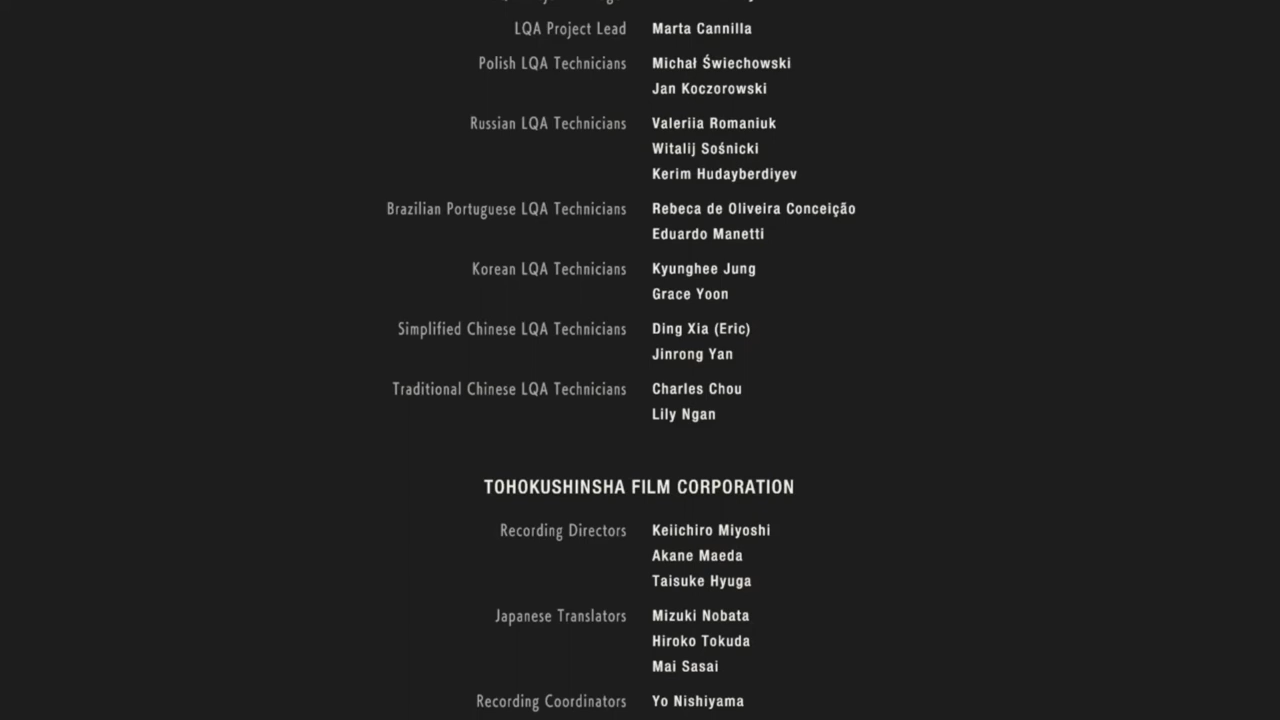 LQA Project Lead Marta Cannilla
Polish LQA Technicians Michał Świechowski
Jan Koczorowski
Russian LQA Technicians Valeriia Romaniuk
Witalij Sośnicki
Kerim Hudayberdiyev
Brazilian Portuguese LQA Technicians Rebeca de Oliveira Conceição
Eduardo Manetti
Korean LQA Technicians Kyunghee Jung
Grace Yoon
Simplified Chinese LQA Technicians Ding Xia (Eric)
Jinrong Yan
Traditional Chinese LQA Technicians Charles Chou
Lily Ngan
TOHOKUSHINSHA FILM CORPORATION
Recording Directors Keiichiro Miyoshi
Akane Maeda
Taisuke Hyuga
Japanese Translators Mizuki Nobata
Hiroko Tokuda
Mai Sasai
Recording Coordinators Yo Nishiyama